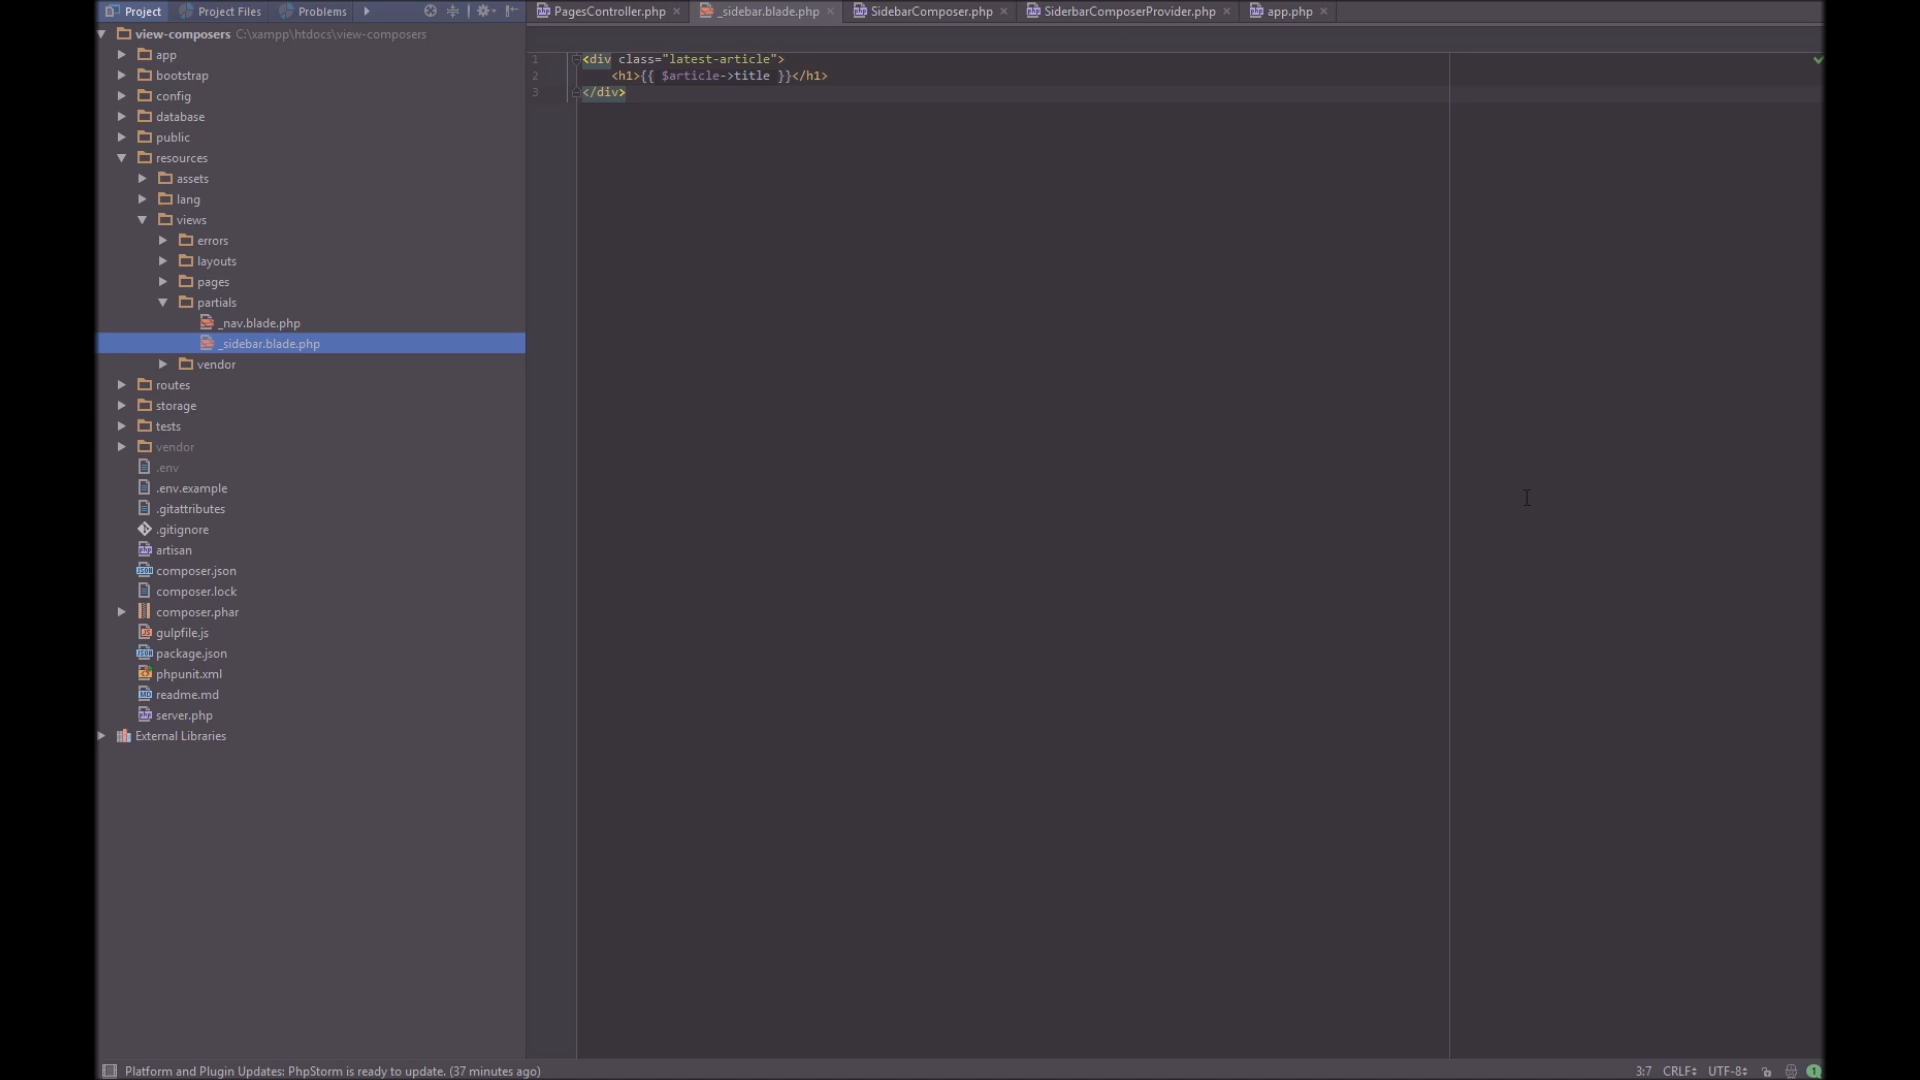 Project Project Files Problems
PagesController.php _sidebar.blade.php SidebarComposer.php SiderbarComposerProvider.php app.php
view-composers C:\xampp\htdocs\view-composers
app
bootstrap
config
database
public
resources
assets
lang
views
errors
layouts
pages
partials
_nav.blade.php
_sidebar.blade.php
vendor
routes
storage
tests
vendor
.env
.env.example
.gitattributes
.gitignore
artisan
composer.json
composer.lock
composer.phar
gulpfile.js
package.json
phpunit.xml
readme.md
server.php
External Libraries
1 <div class="latest-article">
2 <h1>{{ $article->title }}</h1>
3 </div>
Platform and Plugin Updates: PhpStorm is ready to update. (37 minutes ago)
3:7 CRLF UTF-8 1